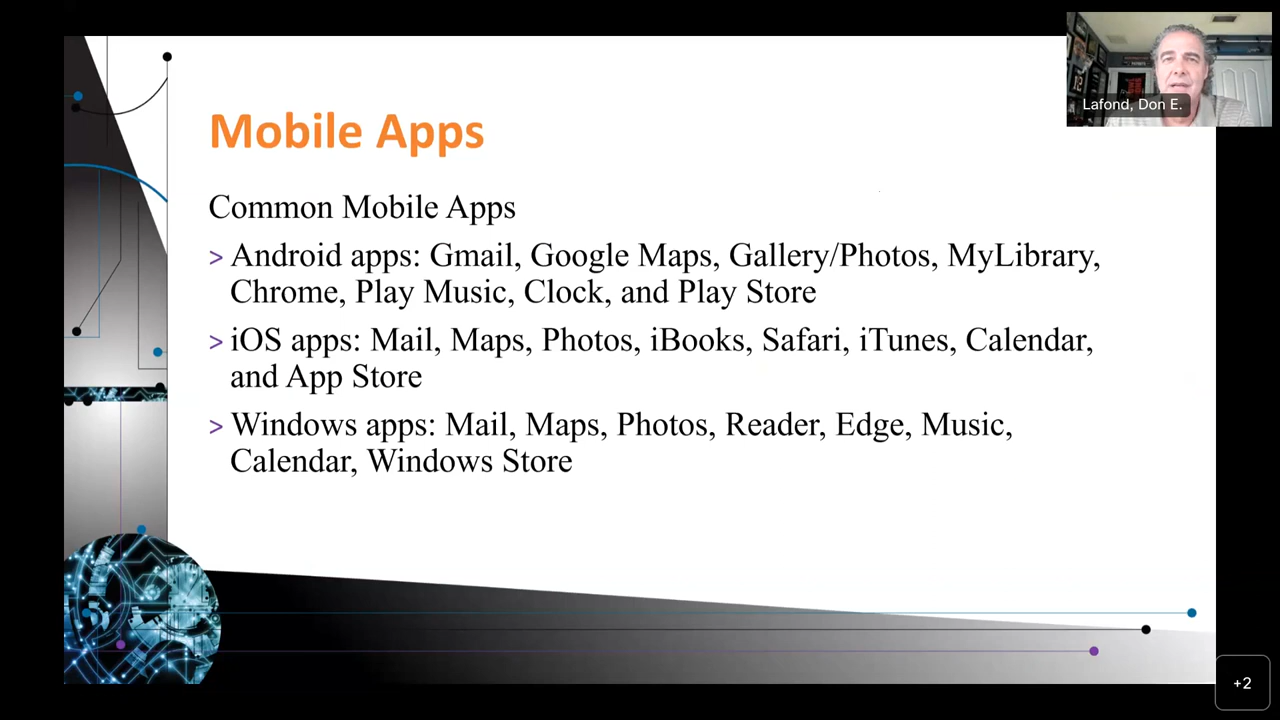 Lafond, Don E.
Mobile Apps
Common Mobile Apps
> Android apps: Gmail, Google Maps, Gallery/Photos, MyLibrary,
Chrome, Play Music, Clock, and Play Store
> iOS apps: Mail, Maps, Photos, iBooks, Safari, iTunes, Calendar,
and App Store
> Windows apps: Mail, Maps, Photos, Reader, Edge, Music,
Calendar, Windows Store
+2